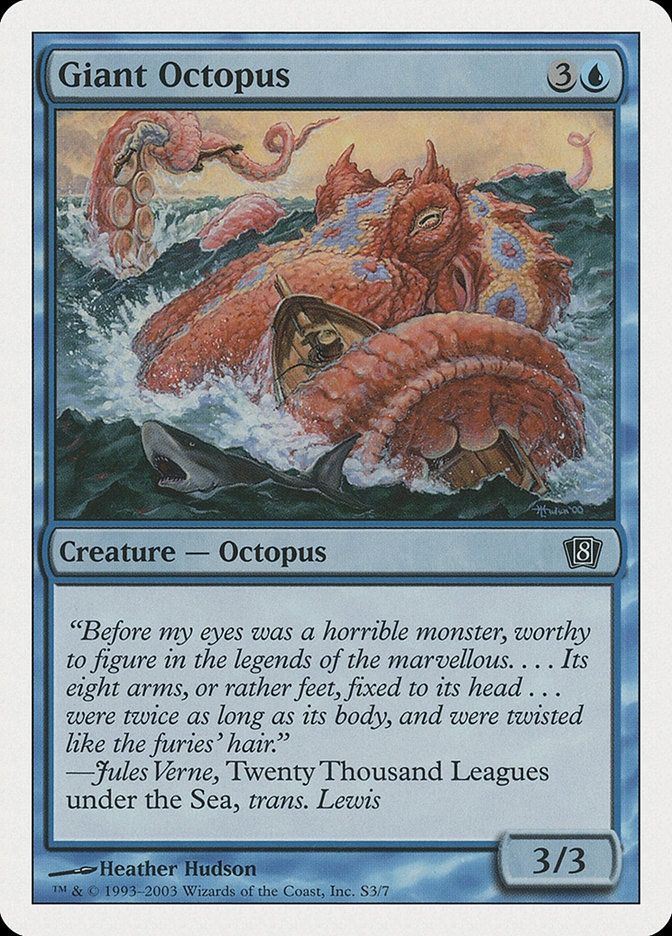 Giant Octopus 3
Creature — Octopus 8
“Before my eyes was a horrible monster, worthy
to figure in the legends of the marvellous. . . . Its
eight arms, or rather feet, fixed to its head . . .
were twice as long as its body, and were twisted
like the furies’ hair.”
—Jules Verne, Twenty Thousand Leagues
under the Sea, trans. Lewis
3/3
Heather Hudson
™ & © 1993–2003 Wizards of the Coast, Inc. S3/7